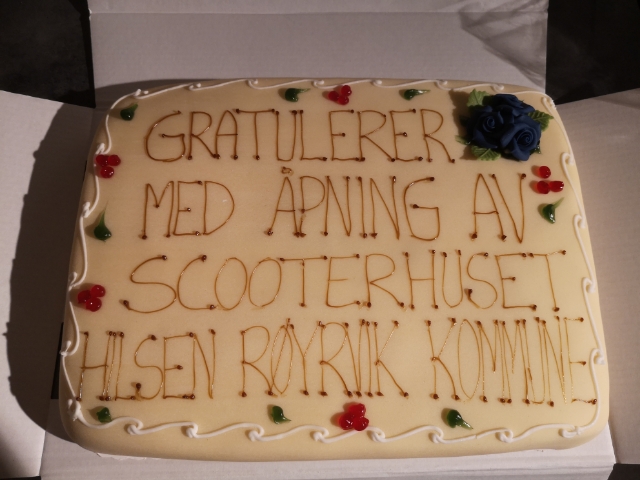 GRATULERER
MED ÅPNING AV
SCOOTERHUSET
HILSEN RØYRVIK KOMMUNE